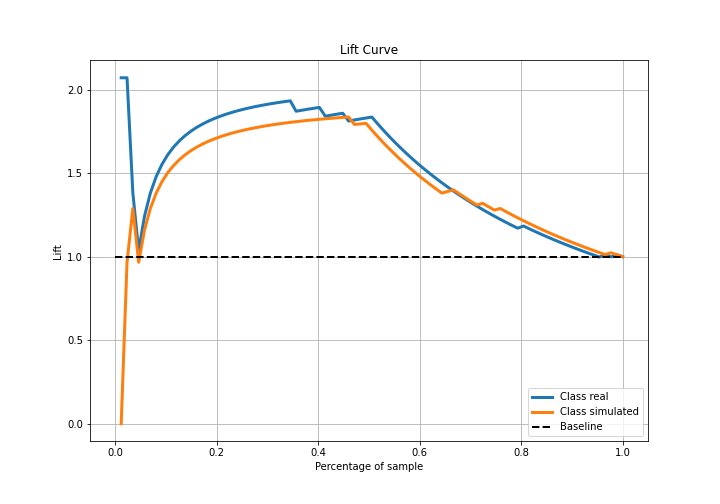 Lift Curve
Lift
2.0
1.5
1.0
0.5
0.0
0.0 0.2 0.4 0.6 0.8 1.0
Percentage of sample
Class real
Class simulated
Baseline